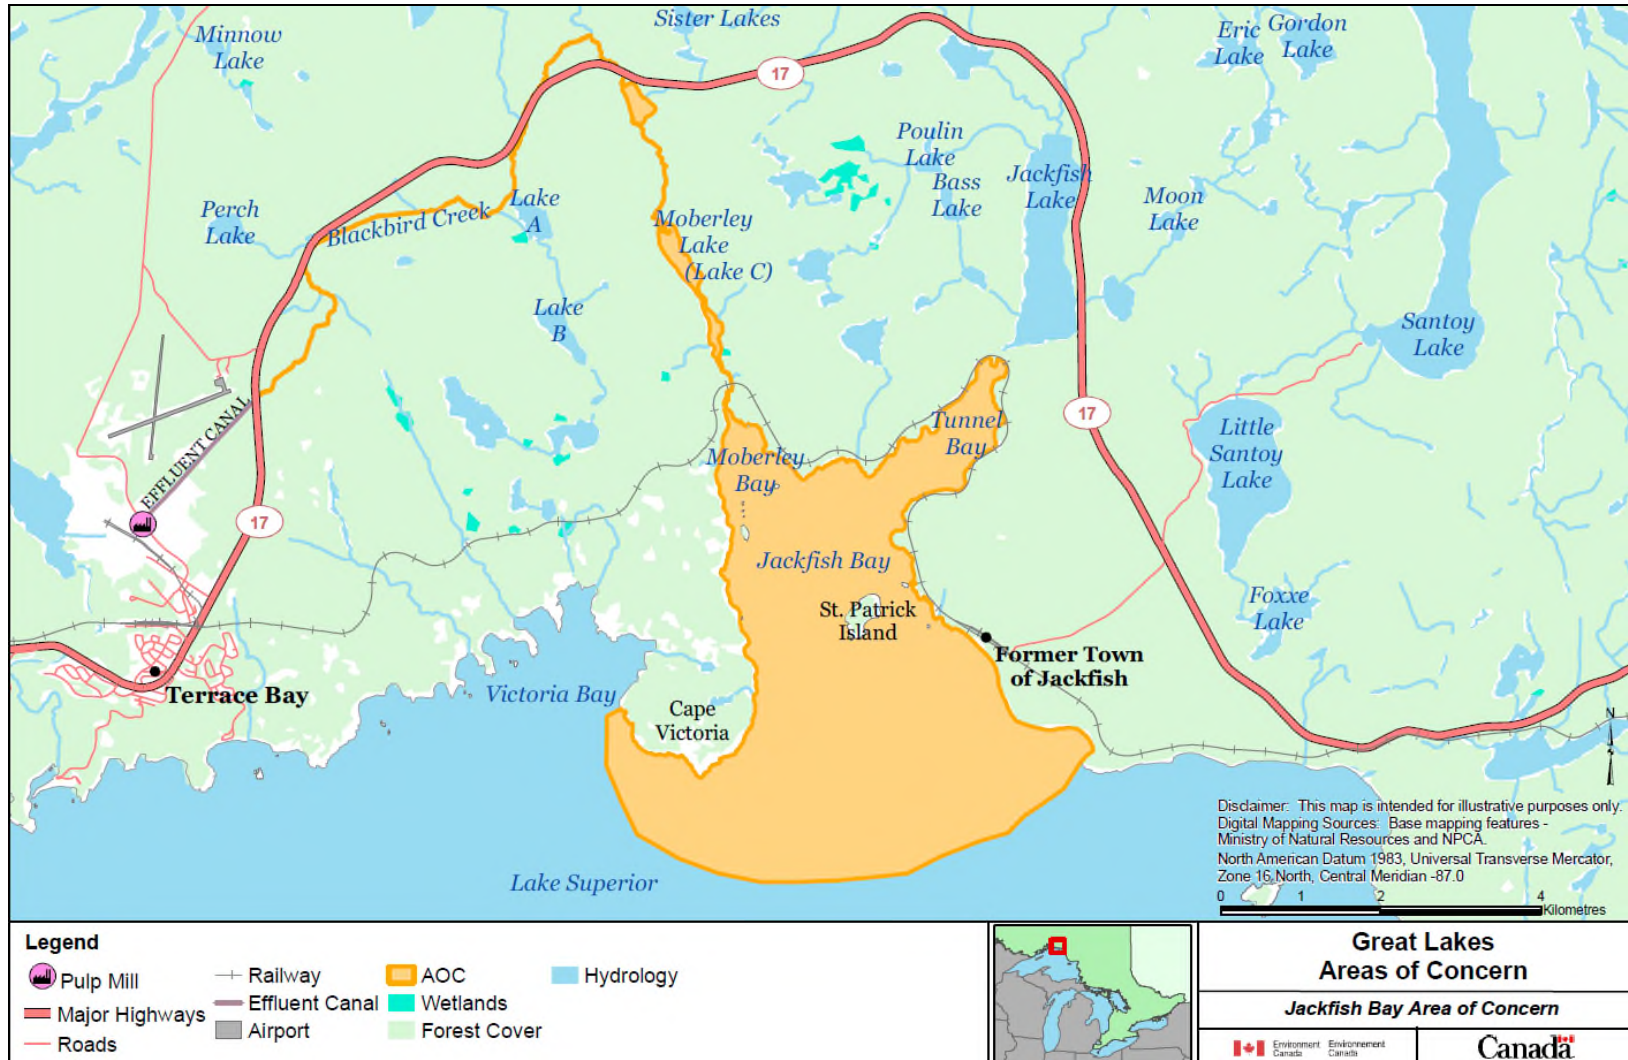 Minnow
Lake
Sister Lakes
Eric
Lake
Gordon
Lake
17
Poulin
Lake
Bass
Lake
Jackfish
Lake
Moon
Lake
Perch
Lake
Blackbird Creek
Lake
A
Moberley
Lake
(Lake C)
Lake
B
Santoy
Lake
EFFLUENT CANAL
17
Tunnel
Bay
Little
Santoy
Lake
Moberley
Bay
17
Jackfish Bay
St. Patrick
Island
Foxxe
Lake
Former Town
of Jackfish
Terrace Bay
Victoria Bay
Cape
Victoria
N
Lake Superior
Disclaimer: This map is intended for illustrative purposes only.
Digital Mapping Sources: Base mapping features -
Ministry of Natural Resources and NPCA.
North American Datum 1983, Universal Transverse Mercator,
Zone 16 North, Central Meridian -87.0
0 1 2 4
Kilometres
Legend
Pulp Mill
Major Highways
Roads
Railway
Effluent Canal
Airport
AOC
Wetlands
Forest Cover
Hydrology
Great Lakes
Areas of Concern
Jackfish Bay Area of Concern
Environment Environnement
Canada Canada
Canada